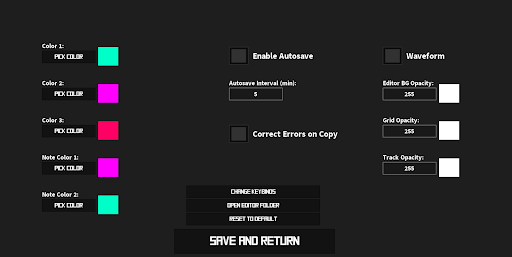 Color 1:
PICK COLOR
Color 2:
PICK COLOR
Color 3:
PICK COLOR
Note Color 1:
PICK COLOR
Note Color 2:
PICK COLOR
Enable Autosave
Autosave Interval (min):
5
Correct Errors on Copy
Waveform
Editor BG Opacity:
255
Grid Opacity:
255
Track Opacity:
255
CHANGE KEYBINDS
OPEN EDITOR FOLDER
RESET TO DEFAULT
SAVE AND RETURN